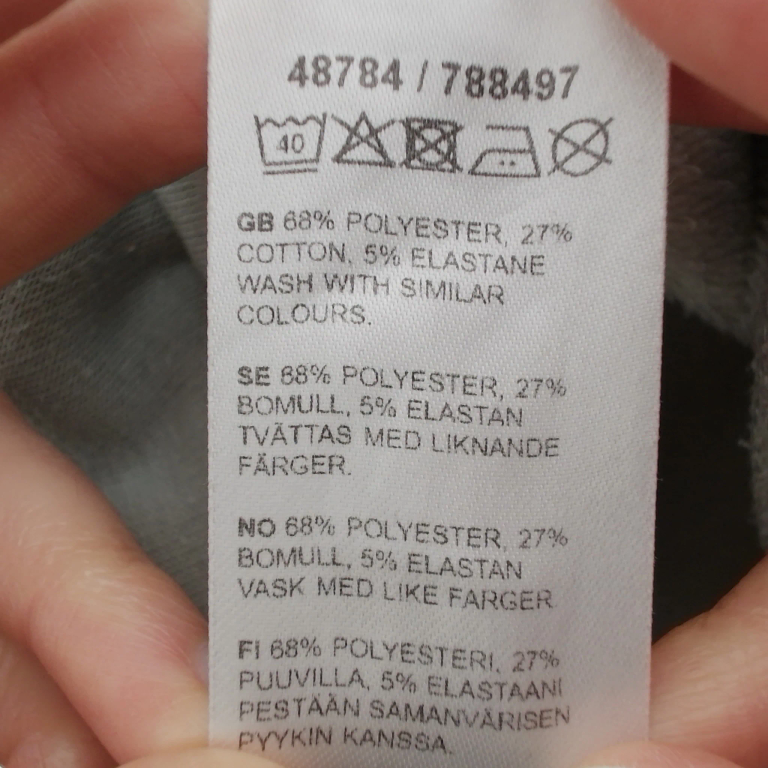 48784 / 788497
40
GB 68% POLYESTER, 27%
COTTON, 5% ELASTANE
WASH WITH SIMILAR
COLOURS.
SE 68% POLYESTER, 27%
BOMULL, 5% ELASTAN
TVÄTTAS MED LIKNANDE
FÄRGER.
NO 68% POLYESTER, 27%
BOMULL, 5% ELASTAN
VASK MED LIKE FARGER
FI 68% POLYESTERI, 27%
PUUVILLA, 5% ELASTAANI
PESTÄÄN SAMANVÄRISEN
PYYKIN KANSSA.